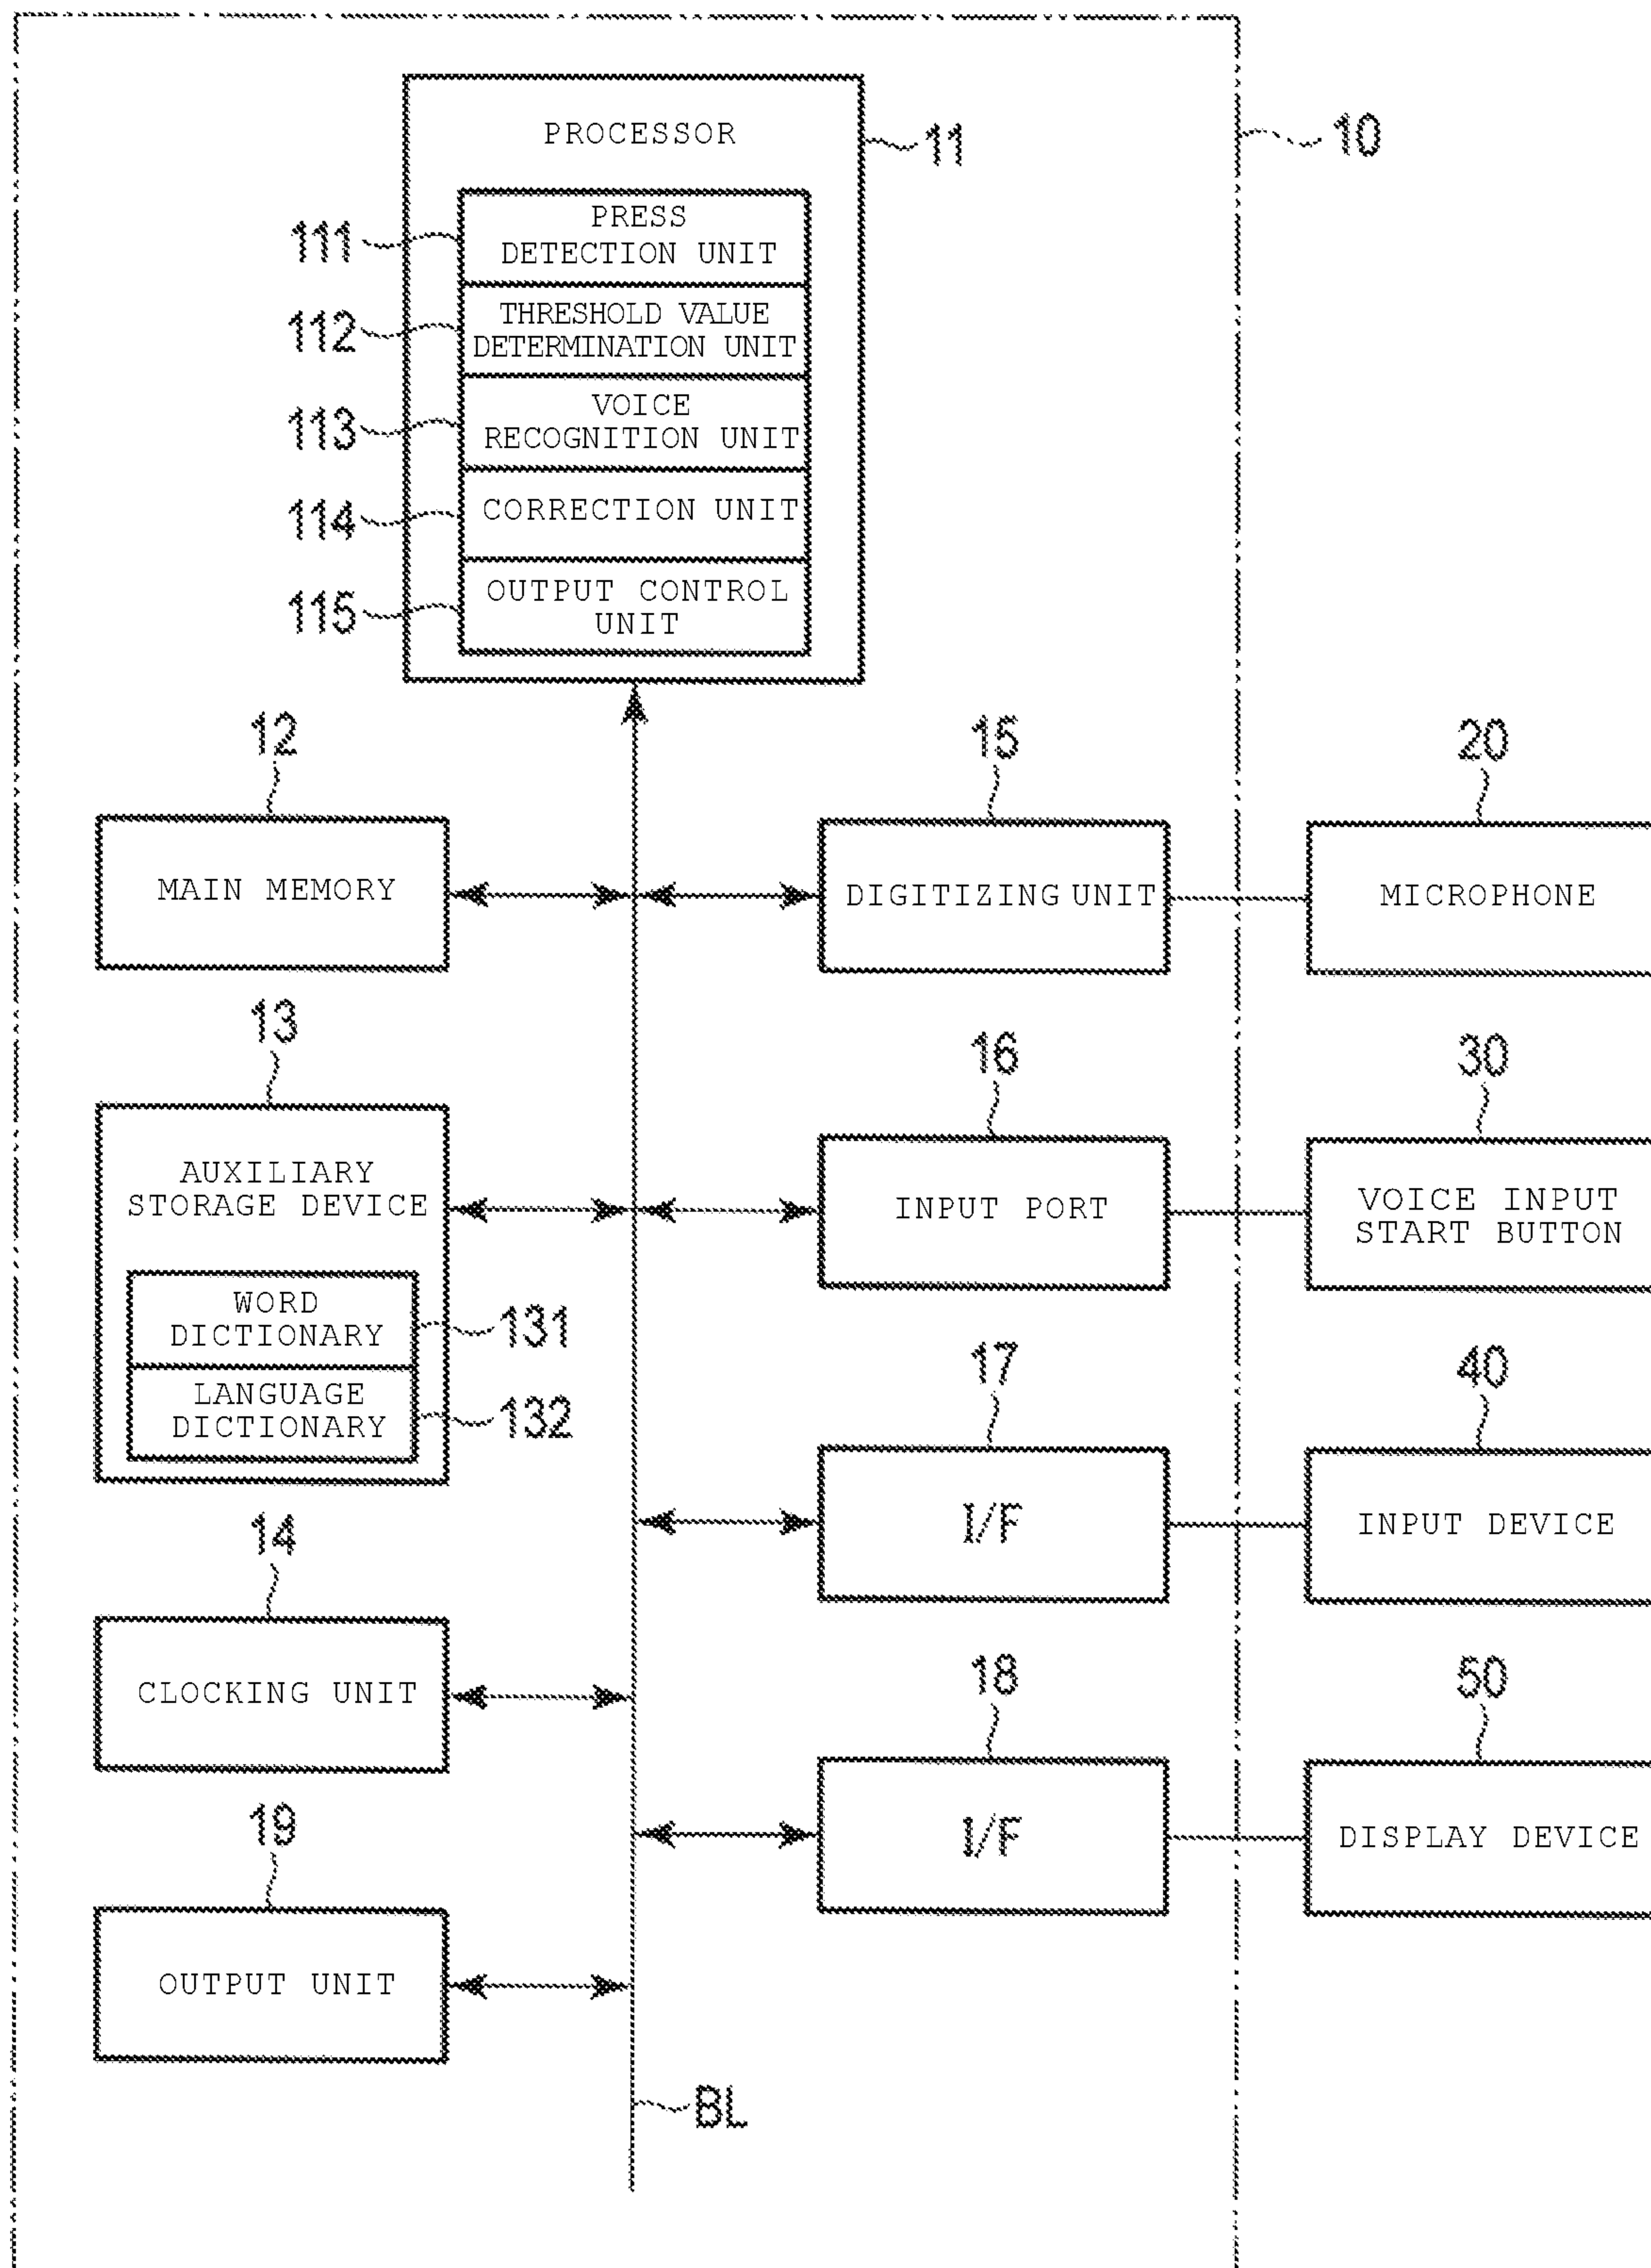 PROCESSOR
11
10
111
PRESS
DETECTION UNIT
112
THRESHOLD VALUE
DETERMINATION UNIT
113
VOICE
RECOGNITION UNIT
114
CORRECTION UNIT
115
OUTPUT CONTROL
UNIT
12
15
20
MAIN MEMORY
DIGITIZING UNIT
MICROPHONE
13
16
30
AUXILIARY
STORAGE DEVICE
INPUT PORT
VOICE INPUT
START BUTTON
WORD
DICTIONARY
131
LANGUAGE
DICTIONARY
132
17
40
I/F
INPUT DEVICE
14
18
50
CLOCKING UNIT
I/F
DISPLAY DEVICE
19
OUTPUT UNIT
BL